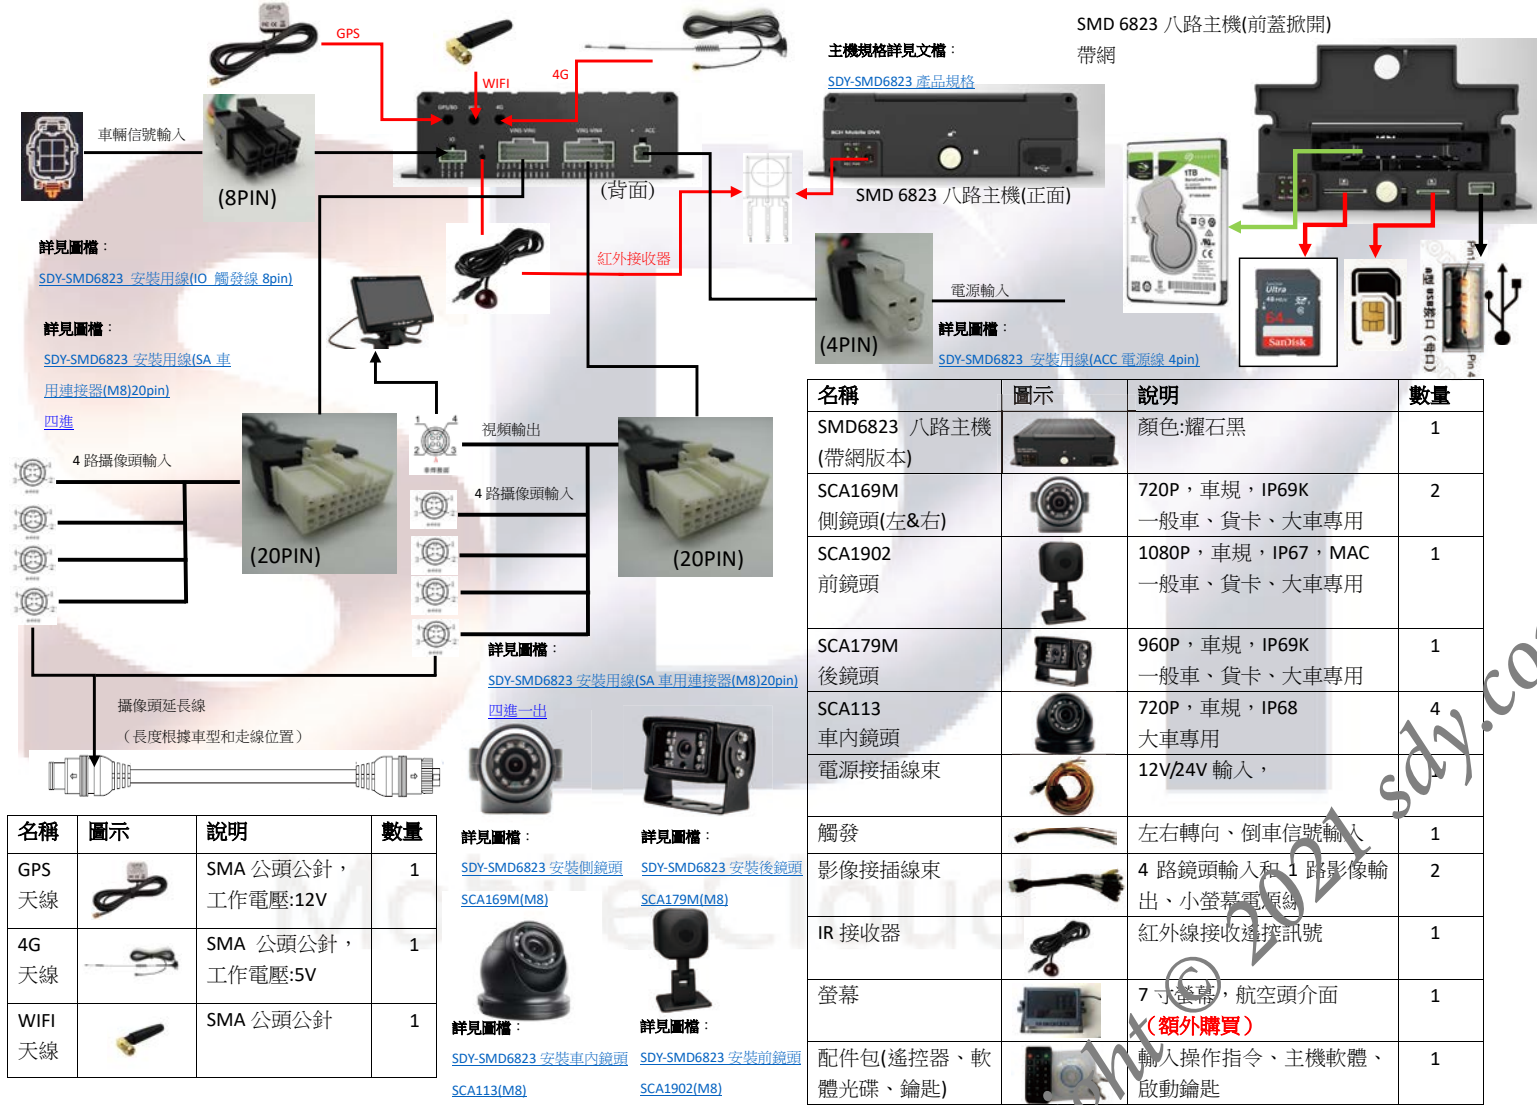 GPS
WIFI
4G
主機規格詳見文檔：
SDY-SMD6823 產品規格
SMD 6823 八路主機(前蓋掀開)
帶網
車輛信號輸入
(8PIN)
(背面)
SMD 6823 八路主機(正面)
詳見圖檔：
SDY-SMD6823 安裝用線(IO 觸發線 8pin)
紅外接收器
電源輸入
(4PIN)
詳見圖檔：
SDY-SMD6823 安裝用線(ACC 電源線 4pin)
詳見圖檔：
SDY-SMD6823 安裝用線(SA 車
用連接器(M8)20pin)
四進
視頻輸出
4 路攝像頭輸入
4 路攝像頭輸入
(20PIN)
(20PIN)
詳見圖檔：
SDY-SMD6823 安裝用線(SA 車用連接器(M8)20pin)
四進一出
攝像頭延長線
（長度根據車型和走線位置）
1TB
Ultra
64
SanDisk
Pin1
Pin 4
a型 USB接口（母口）
名稱 圖示 說明 數量
SMD6823 八路主機
(帶網版本)
顏色:耀石黑
1
SCA169M
側鏡頭(左&右)
720P，車規，IP69K
一般車、貨卡、大車專用
2
SCA1902
前鏡頭
1080P，車規，IP67，MAC
一般車、貨卡、大車專用
1
SCA179M
後鏡頭
960P，車規，IP69K
一般車、貨卡、大車專用
1
SCA113
車內鏡頭
720P，車規，IP68
大車專用
4
電源接插線束
12V/24V 輸入，
1
觸發
左右轉向、倒車信號輸入
1
影像接插線束
4 路鏡頭輸入和 1 路影像輸
出、小螢幕電源線
2
IR 接收器
紅外線接收遙控訊號
1
螢幕
7 寸螢幕，航空頭介面
（額外購買）
1
配件包(遙控器、軟
體光碟、鑰匙)
輸入操作指令、主機軟體、
啟動鑰匙
1
名稱 圖示 說明 數量
GPS
天線
SMA 公頭公針，
工作電壓:12V
1
4G
天線
SMA 公頭公針，
工作電壓:5V
1
WIFI
天線
SMA 公頭公針
1
詳見圖檔：
SDY-SMD6823 安裝側鏡頭
SCA169M(M8)
詳見圖檔：
SDY-SMD6823 安裝後鏡頭
SCA179M(M8)
詳見圖檔：
SDY-SMD6823 安裝車內鏡頭
SCA113(M8)
詳見圖檔：
SDY-SMD6823 安裝前鏡頭
SCA1902(M8)
© 2021 sdy.co